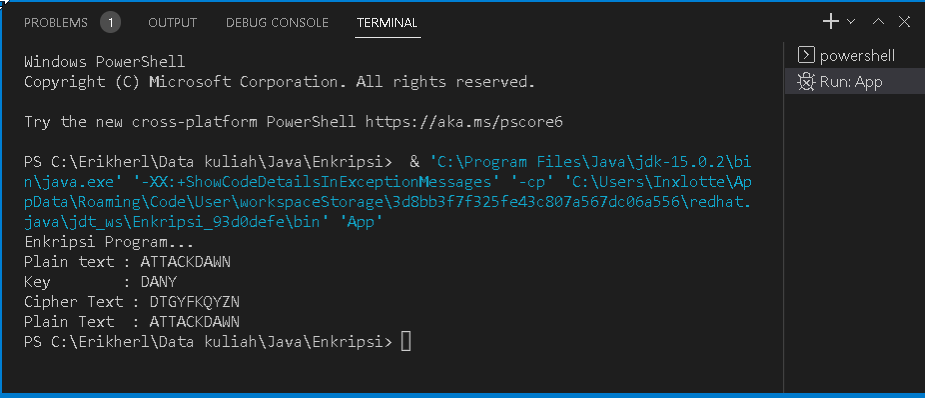 PROBLEMS 1 OUTPUT DEBUG CONSOLE TERMINAL
powershell
Run: App
Windows PowerShell
Copyright (C) Microsoft Corporation. All rights reserved.
Try the new cross-platform PowerShell https://aka.ms/pscore6
PS C:\Erikherl\Data kuliah\Java\Enkripsi>  & 'C:\Program Files\Java\jdk-15.0.2\bi
n\java.exe' '-XX:+ShowCodeDetailsInExceptionMessages' '-cp' 'C:\Users\Inxlotte\Ap
pData\Roaming\Code\User\workspaceStorage\3d8bb3f7f325fe43c807a567dc06a556\redhat.
java\jdt_ws\Enkripsi_93d0defe\bin' 'App'
Enkripsi Program...
Plain text : ATTACKDAWN
Key        : DANY
Cipher Text : DTGYFKQYZN
Plain Text  : ATTACKDAWN
PS C:\Erikherl\Data kuliah\Java\Enkripsi>